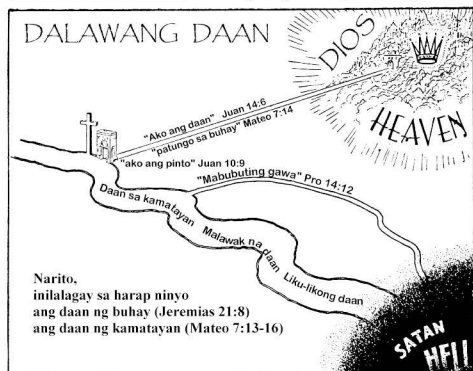 DALAWANG DAAN
DIOS
HEAVEN
"Ako ang daan" Juan 14:6
"patungo sa buhay" Mateo 7:14
"ako ang pinto" Juan 10:9
"Mabubuting gawa" Pro 14:12
Daan sa kamatayan
Malawak na daan
Liku-likong daan
Narito,
inilalagay sa harap ninyo
ang daan ng buhay (Jeremias 21:8)
ang daan ng kamatayan (Mateo 7:13-16)
SATAN
HELL